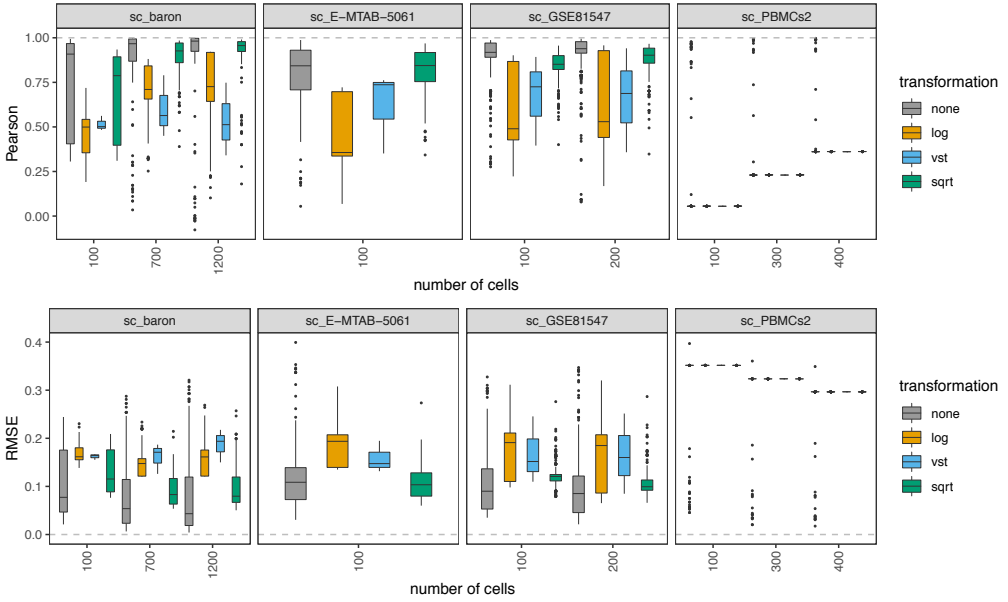 sc_baron sc_E−MTAB−5061 sc_GSE81547 sc_PBMCs2
1.00
0.75
0.50
0.25
0.00
Pearson
100 700 1200 100 100 200 100 300 400
number of cells
transformation
none
log
vst
sqrt
sc_baron sc_E−MTAB−5061 sc_GSE81547 sc_PBMCs2
0.4
0.3
0.2
0.1
0.0
RMSE
100 700 1200 100 100 200 100 300 400
number of cells
transformation
none
log
vst
sqrt